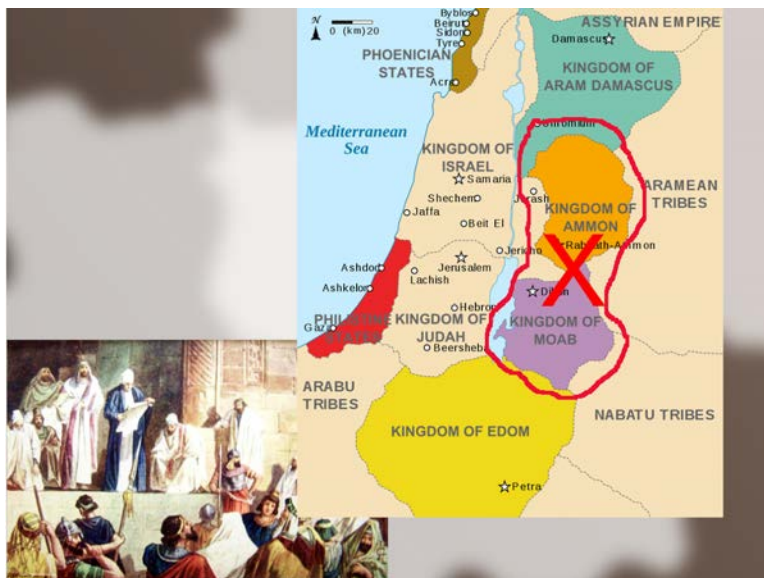 N
0 (km)20
Byblos
Beirut
Sidon
Tyre
PHOENICIAN
STATES
Acre
ASSYRIAN EMPIRE
Damascus
KINGDOM OF
ARAM DAMASCUS
Mediterranean
Sea
KINGDOM OF
ISRAEL
Samaria
Shechem
Jaffa
Beit El
Jerash
KINGDOM OF
AMMON
ARAMEAN
TRIBES
Jericho
Ashdod
Jerusalem
Lachish
Ashkelon
Hebron
KINGDOM OF
MOAB
Gaza
KINGDOM OF
JUDAH
Beersheba
ARABU
TRIBES
NABATU TRIBES
KINGDOM OF EDOM
Petra